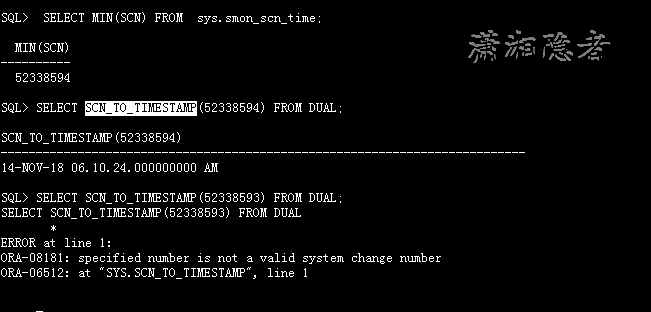 SQL>  SELECT MIN(SCN) FROM  sys.smon_scn_time;
潇湘隐者
  MIN(SCN)
----------
  52338594
SQL> SELECT SCN_TO_TIMESTAMP(52338594) FROM DUAL;
SCN_TO_TIMESTAMP(52338594)
---------------------------------------------------------------------------
14-NOV-18 06.10.24.000000000 AM
SQL> SELECT SCN_TO_TIMESTAMP(52338593) FROM DUAL;
SELECT SCN_TO_TIMESTAMP(52338593) FROM DUAL
       *
ERROR at line 1:
ORA-08181: specified number is not a valid system change number
ORA-06512: at "SYS.SCN_TO_TIMESTAMP", line 1